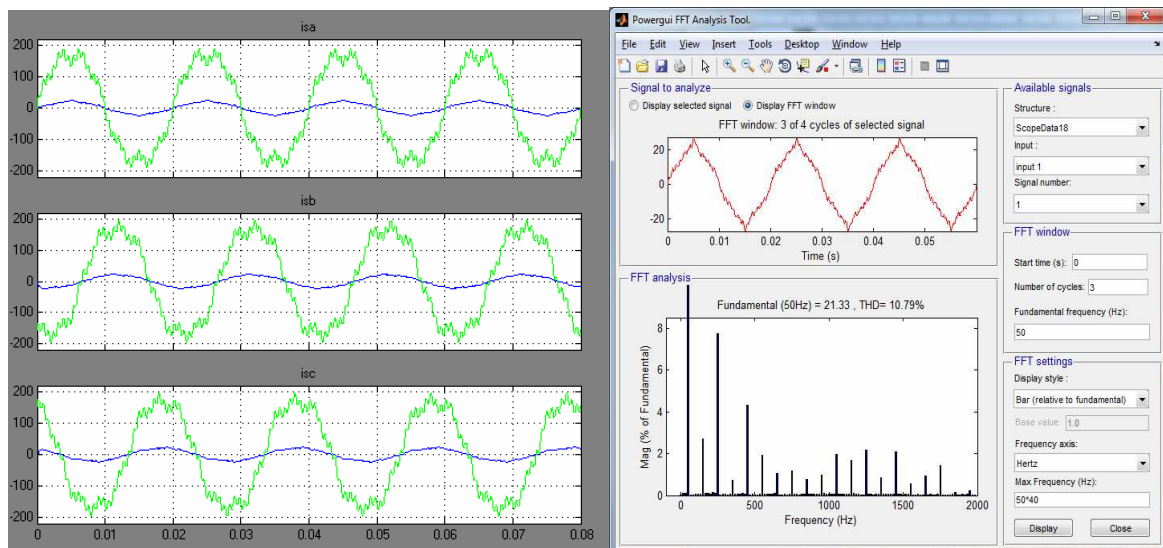 isa
200
100
0
-100
-200
isb
200
100
0
-100
-200
isc
200
100
0
-100
-200
0 0.01 0.02 0.03 0.04 0.05 0.06 0.07 0.08
Powergui FFT Analysis Tool.
File Edit View Insert Tools Desktop Window Help
Signal to analyze
Display selected signal Display FFT window
FFT window: 3 of 4 cycles of selected signal
20
0
-20
0 0.01 0.02 0.03 0.04 0.05
Time (s)
FFT analysis
Fundamental (50Hz) = 21.33 , THD= 10.79%
8
6
4
2
0
Mag (% of Fundamental)
0 500 1000 1500 2000
Frequency (Hz)
Available signals
Structure :
ScopeData18
Input :
input 1
Signal number:
1
FFT window
Start time (s): 0
Number of cycles: 3
Fundamental frequency (Hz):
50
FFT settings
Display style :
Bar (relative to fundamental)
Base value: 1.0
Frequency axis:
Hertz
Max Frequency (Hz):
50*40
Display Close